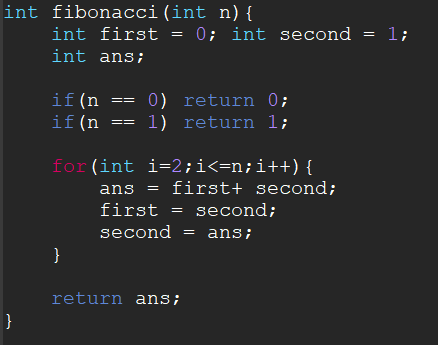 int fibonacci(int n){
    int first = 0; int second = 1;
    int ans;

    if(n == 0) return 0;
    if(n == 1) return 1;

    for(int i=2;i<=n;i++){
        ans = first+ second;
        first = second;
        second = ans;
    }

    return ans;
}